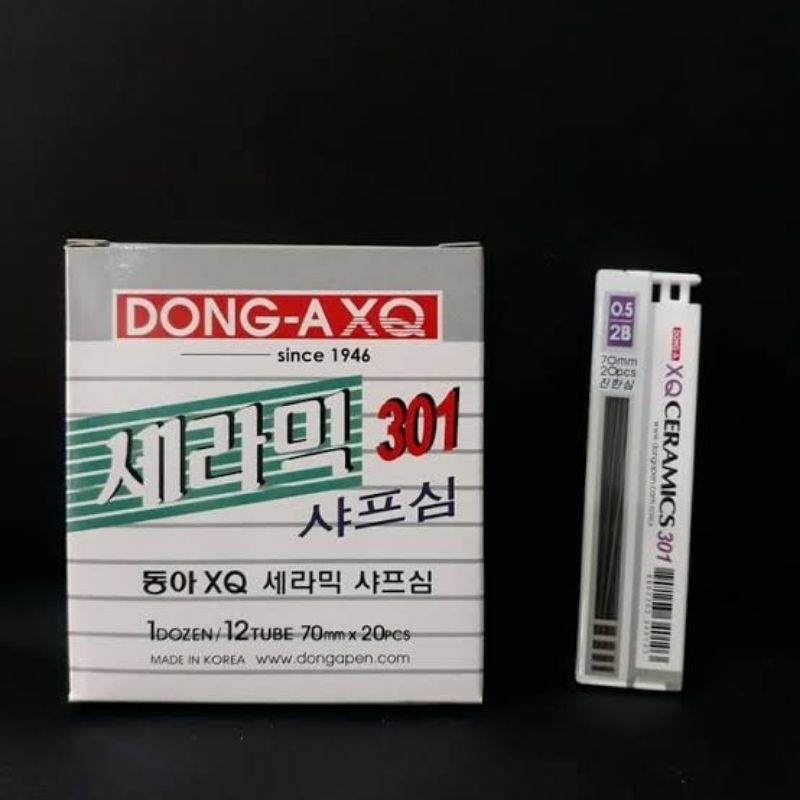 DONG-A XQ
since 1946
세라믹 301
샤프심
동아 XQ 세라믹 샤프심
1DOZEN/12TUBE 70mm x 20PCS
MADE IN KOREA www.dongapen.com
0.5
2B
70mm
20pcs
진한심
DONG-A XQ CERAMICS 301
www.dongapen.com KOREA